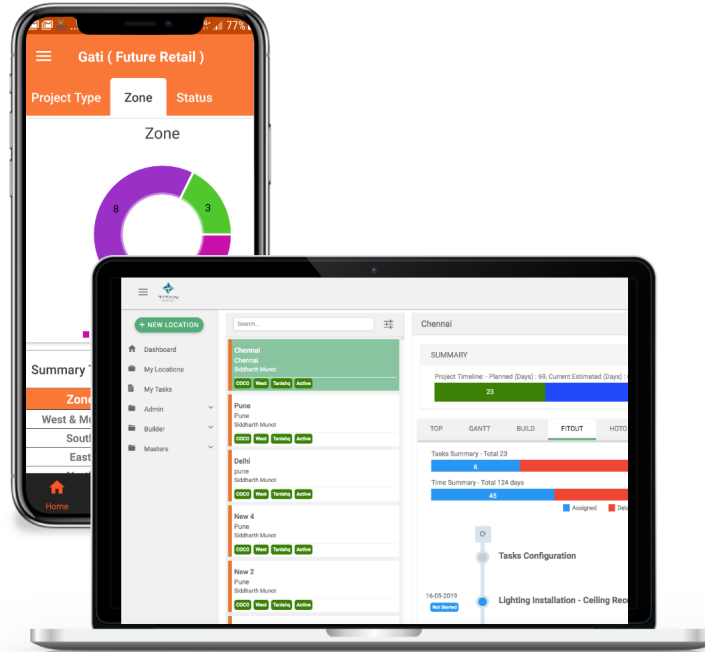 77%
Gati ( Future Retail )
Project Type
Zone
Status
Zone
8
3
Summary
West &
East
Home
TITAN
+ NEW LOCATION
Dashboard
My Locations
My Tasks
Admin
Builder
Masters
Search...
Chennai
Chennai
Siddharth Munot
COCO West Tanishq Active
Pune
Pune
Siddharth Munot
COCO West Tanishq Active
Delhi
pune
Siddharth Munot
COCO West Tanishq Active
New 4
Pune
Siddharth Munot
COCO West Tanishq Active
New 2
Pune
Siddharth Munot
COCO West Tanishq Active
Chennai
SUMMARY
Project Timeline: - Planned (Days) : 69, Current Estimated (Days) :
23
TOP
GANTT
BUILD
FITOUT
HOTO
Tasks Summary - Total 23
6
Time Summary - Total 124 days
45
Assigned
Tasks Configuration
16-05-2019
Not Started
Lighting Installation - Ceiling